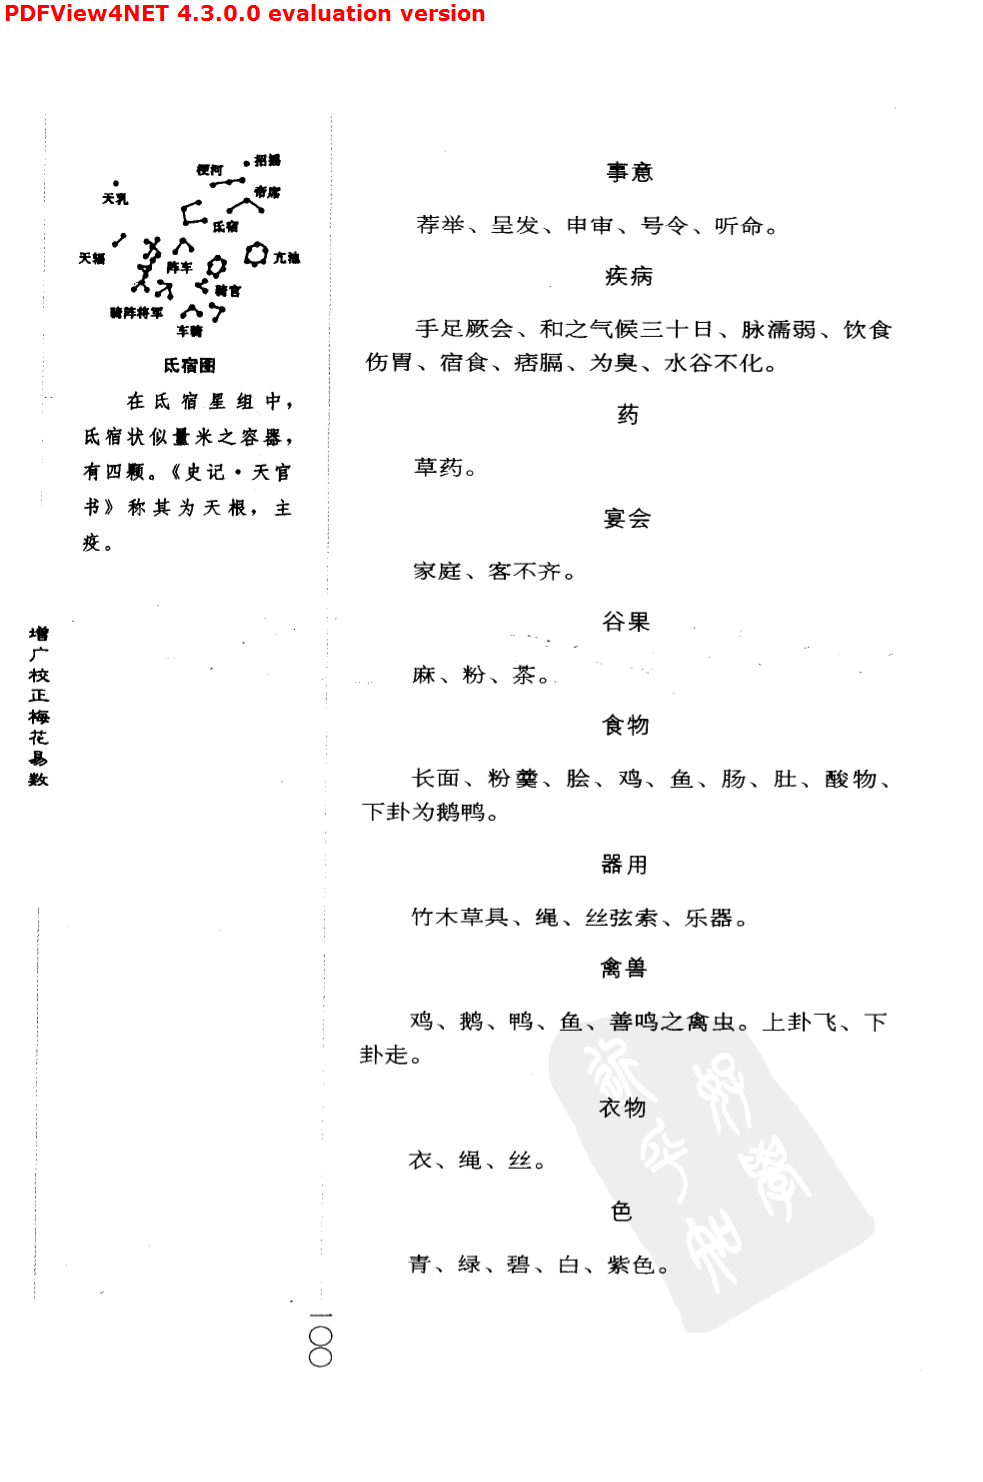 PDFView4NET 4.3.0.0 evaluation version
招摇
梗河
天乳
帝席
氐宿
天辐
阵车
亢池
骑官
骑阵将军
车骑
氐宿图
在氐宿星组中，
氐宿状似量米之容器，
有四颗。《史记·天官
书》称其为天根，主
疫。
增广校正梅花易数
事意
荐举、呈发、申审、号令、听命。
疾病
手足厥会、和之气候三十日、脉濡弱、饮食
伤胃、宿食、痞膈、为臭、水谷不化。
药
草药。
宴会
家庭、客不齐。
谷果
麻、粉、茶。
食物
长面、粉羹、脍、鸡、鱼、肠、肚、酸物、
下卦为鹅鸭。
器用
竹木草具、绳、丝弦索、乐器。
禽兽
鸡、鹅、鸭、鱼、善鸣之禽虫。上卦飞、下
卦走。
衣物
衣、绳、丝。
色
青、绿、碧、白、紫色。
一〇〇